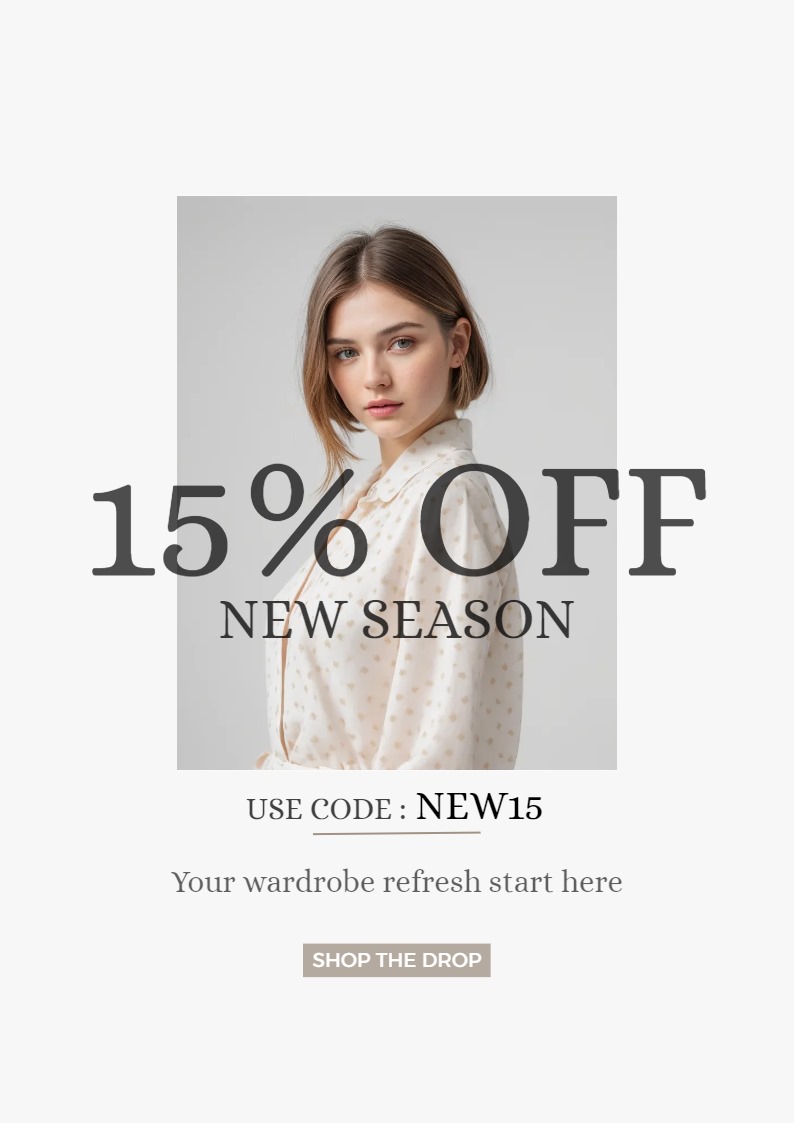 15% OFF
NEW SEASON
USE CODE : NEW15
Your wardrobe refresh start here
SHOP THE DROP